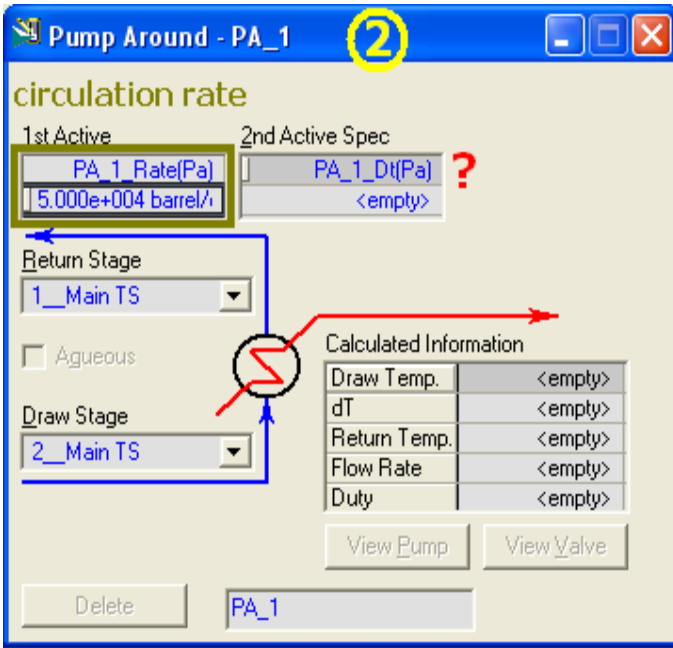 Pump Around - PA_1
2
circulation rate
1st Active
2nd Active Spec
PA_1_Rate(Pa)
PA_1_Dt(Pa)
?
5.000e+004 barrel/
<empty>
Return Stage
1__Main TS
Aqueous
Calculated Information
Draw Temp. <empty>
dT <empty>
Return Temp. <empty>
Flow Rate <empty>
Duty <empty>
Draw Stage
2__Main TS
View Pump
View Valve
Delete
PA_1